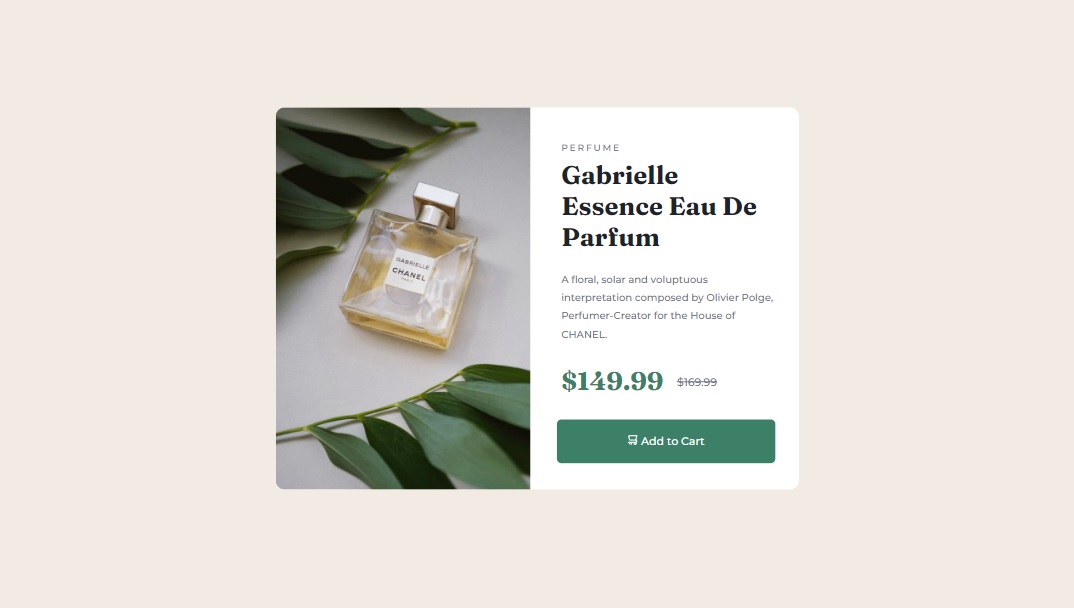 GABRIELLE
CHANEL
PARIS
PERFUME
Gabrielle
Essence Eau De
Parfum
A floral, solar and voluptuous
interpretation composed by Olivier Polge,
Perfumer-Creator for the House of
CHANEL.
$149.99 $169.99
Add to Cart